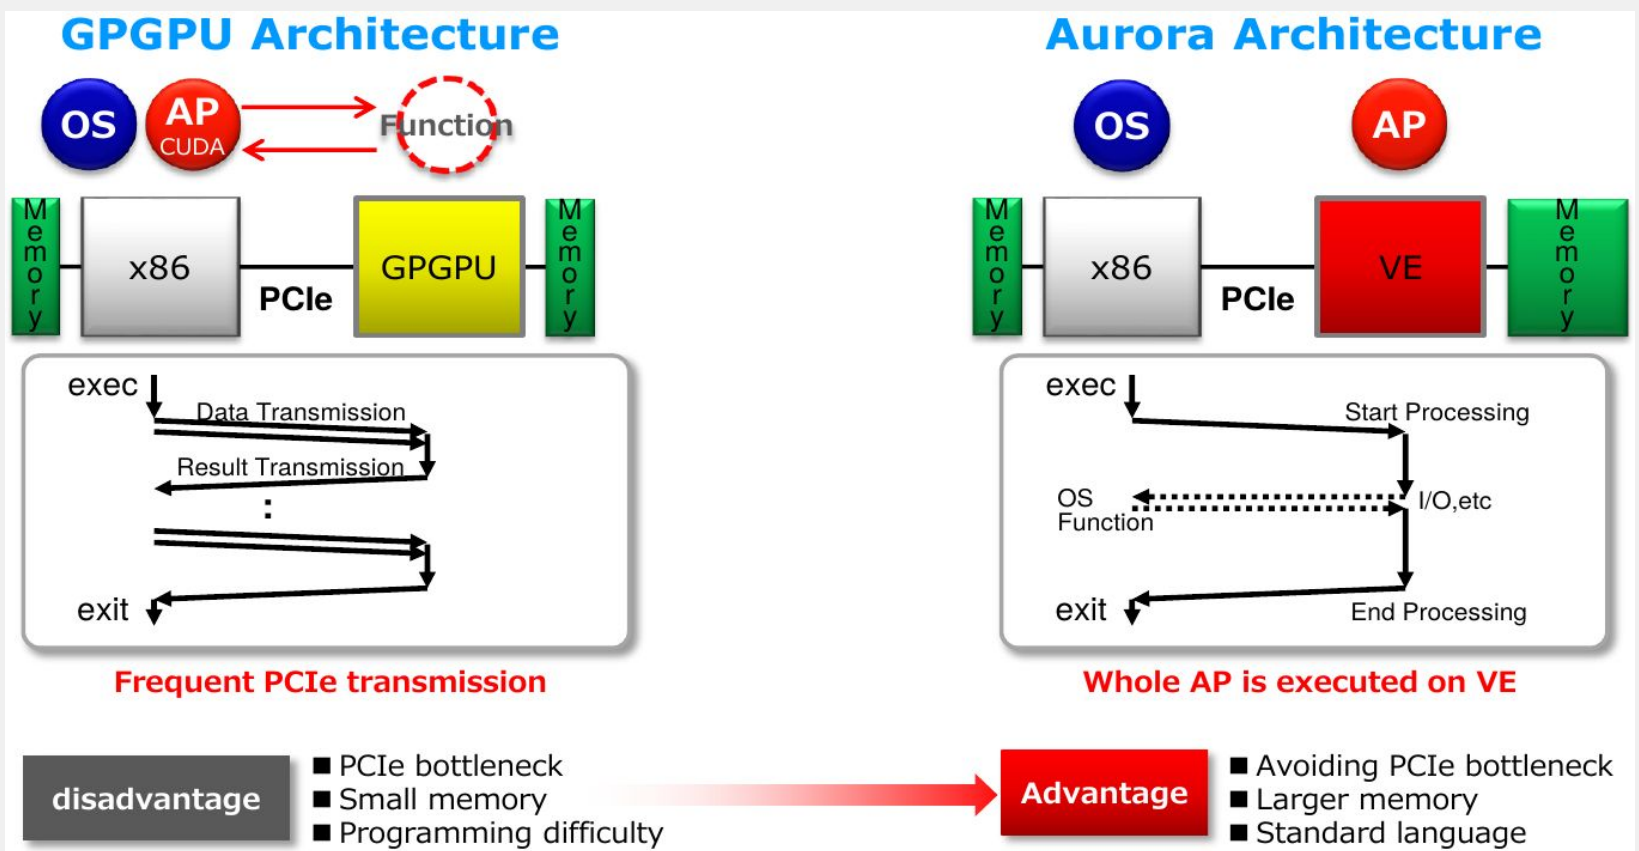 GPGPU Architecture
OS
AP
CUDA
Function
Memory
x86
PCIe
GPGPU
Memory
exec
Data Transmission
Result Transmission
:
exit
Frequent PCIe transmission
disadvantage
■ PCIe bottleneck
■ Small memory
■ Programming difficulty
Aurora Architecture
OS
AP
Memory
x86
PCIe
VE
Memory
exec
Start Processing
OS
Function
I/O,etc
exit
End Processing
Whole AP is executed on VE
Advantage
■ Avoiding PCIe bottleneck
■ Larger memory
■ Standard language